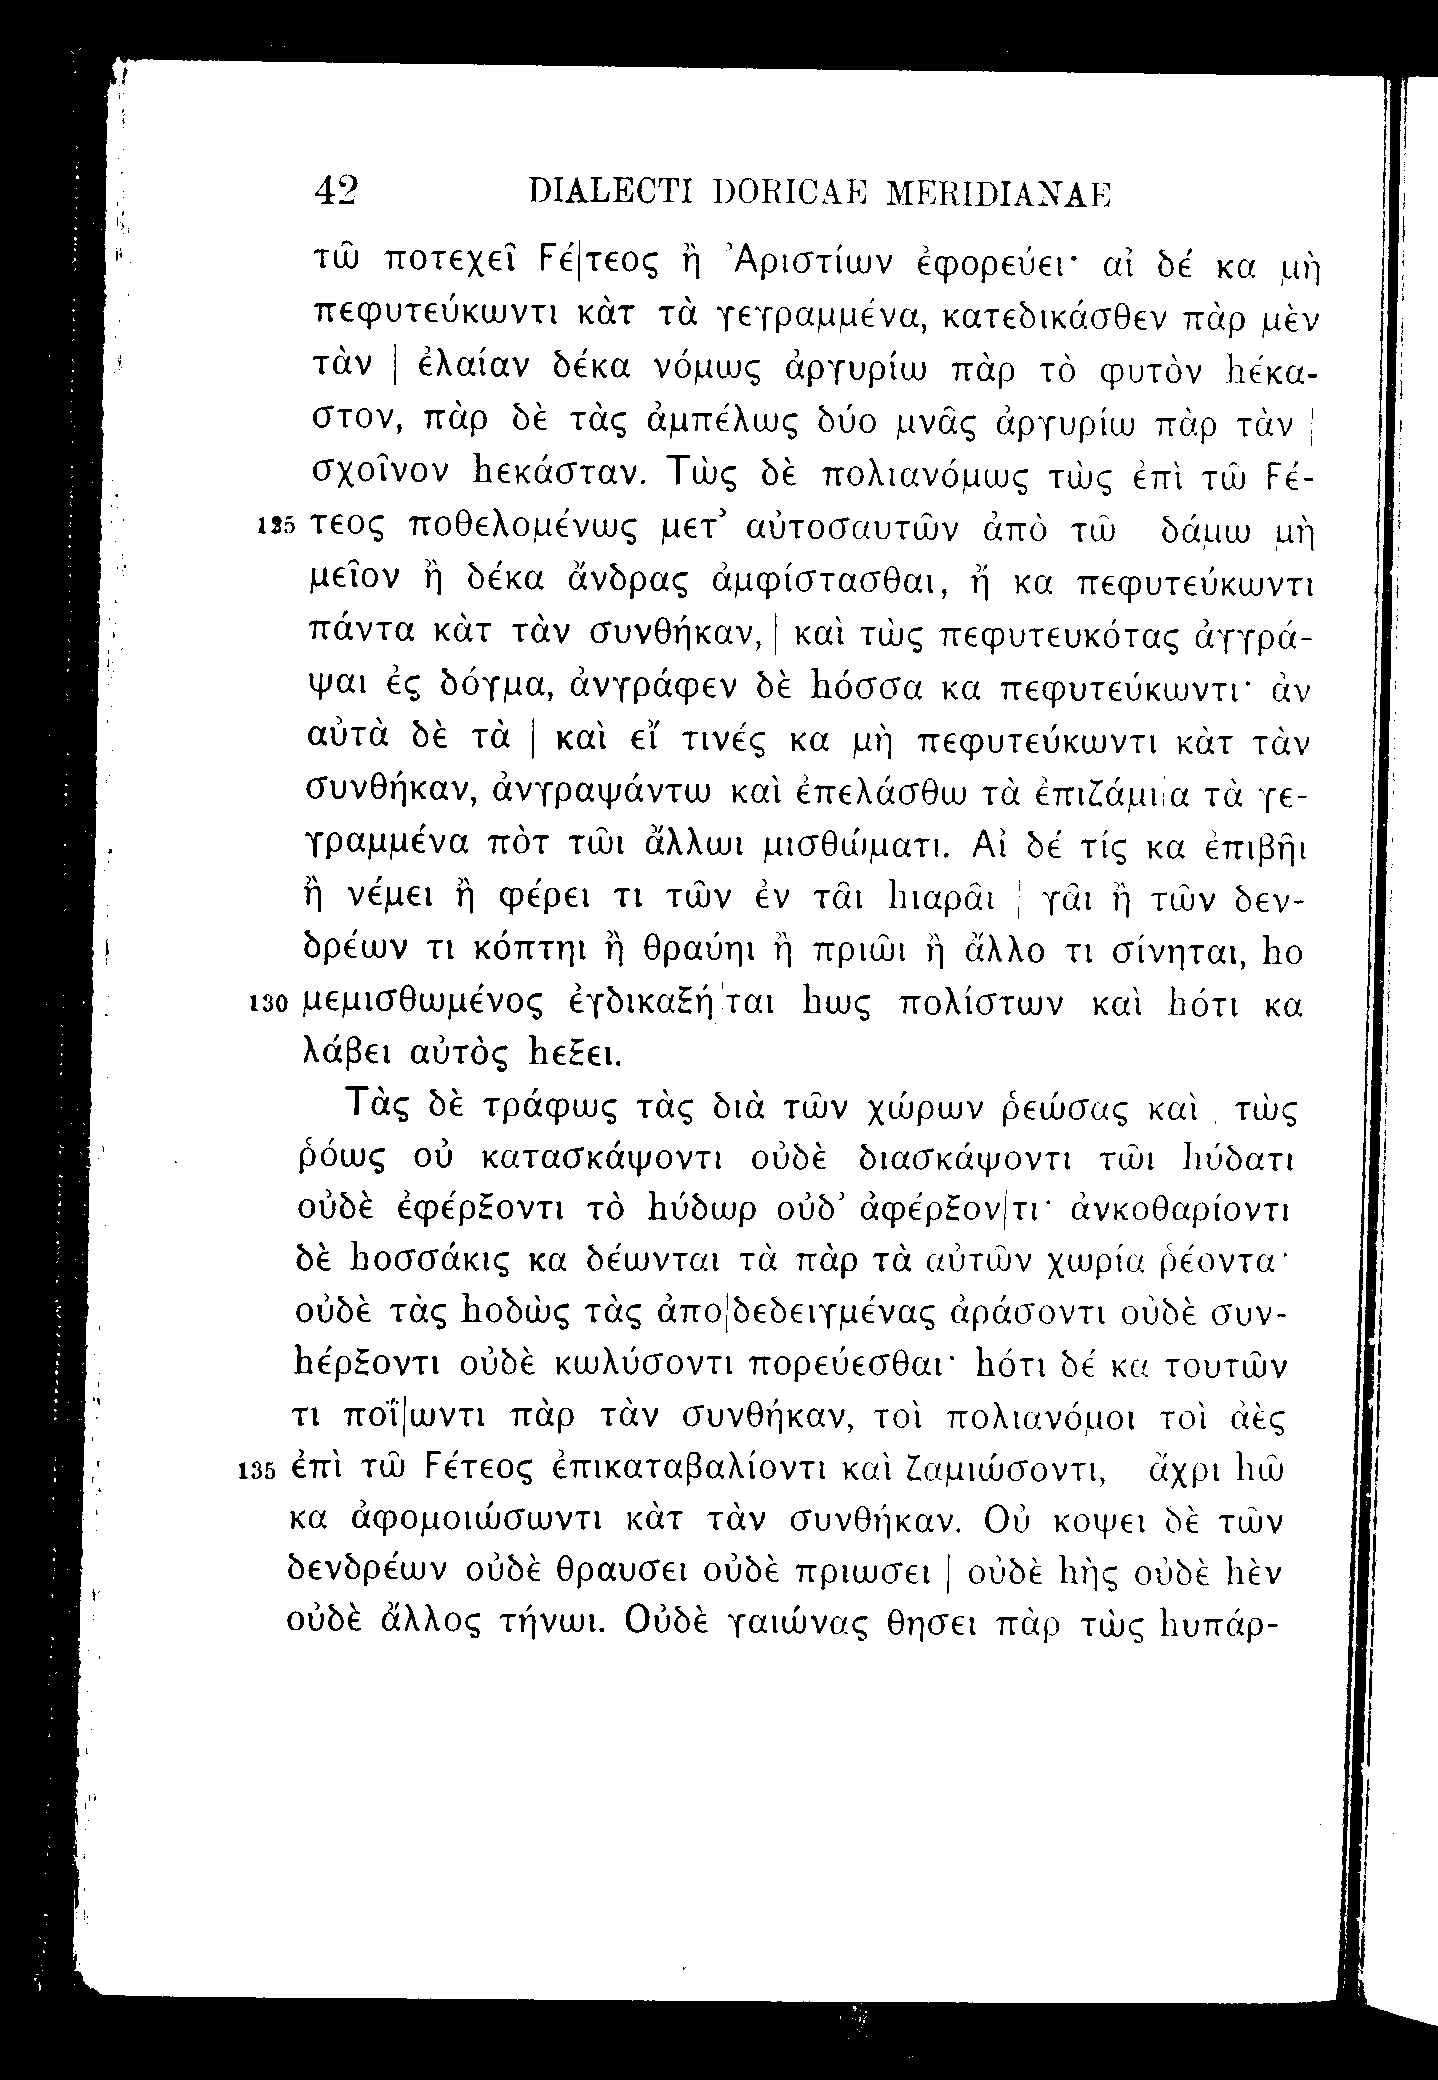 42 DIALECTI DORICAE MERIDIANAE
τῶ ποτεχεῖ Ϝέ|τεος ἢ Ἀριστίων ἐφορεύει· αἰ δέ κα μὴ
πεφυτεύκωντι κὰτ τὰ γεγραμμένα, κατεδικάσθεν πὰρ μὲν
τὰν | ἐλαίαν δέκα νόμως ἀργυρίω πὰρ τὸ φυτὸν hέκα-
στον, πὰρ δὲ τὰς ἀμπέλως δύο μνᾶς ἀργυρίω πὰρ τὰν |
σχοῖνον hεκάσταν. Τὼς δὲ πολιανόμως τὼς ἐπὶ τῶ Ϝέ-
125 τεος ποθελομένως μετ’ αὐτοσαυτῶν ἀπὸ τῶ δάμω μὴ
μεῖον ἢ δέκα ἄνδρας ἀμφίστασθαι, ἤ κα πεφυτεύκωντι
πάντα κὰτ τὰν συνθήκαν, | καὶ τὼς πεφυτευκότας ἀγγρά-
ψαι ἐς δόγμα, ἀνγράφεν δὲ hόσσα κα πεφυτεύκωντι· ἀν
αὐτὰ δὲ τὰ | καὶ εἴ τινές κα μὴ πεφυτεύκωντι κὰτ τὰν
συνθήκαν, ἀνγραψάντω καὶ ἐπελάσθω τὰ ἐπιζάμι|α τὰ γε-
γραμμένα πὸτ τῶι ἄλλωι μισθώματι. Αἰ δέ τίς κα ἐπιβῆι
ἢ νέμει ἢ φέρει τι τῶν ἐν τᾶι hιαρᾶι | γᾶι ἢ τῶν δεν-
δρέων τι κόπτηι ἢ θραύηι ἢ πριῶι ἢ ἄλλο τι σίνηται, hο
130 μεμισθωμένος ἐγδικαξῆ|ται hως πολίστων καὶ hότι κα
λάβει αὐτὸς hεξει.
Τὰς δὲ τράφως τὰς διὰ τῶν χώρων ῥεώσας καὶ | τὼς
ῥόως οὐ κατασκάψοντι οὐδὲ διασκάψοντι τῶι hύδατι
οὐδὲ ἐφέρξοντι τὸ hύδωρ οὐδ’ ἀφέρξον|τι· ἀνκοθαρίοντι
δὲ hοσσάκις κα δέωνται τὰ πὰρ τὰ αὐτῶν χωρία ῥέοντα·
οὐδὲ τὰς hοδὼς τὰς ἀπο|δεδειγμένας ἀράσοντι οὐδὲ συν-
hέρξοντι οὐδὲ κωλύσοντι πορεύεσθαι· hότι δέ κα τουτῶν
τι ποΐ|ωντι πὰρ τὰν συνθήκαν, τοὶ πολιανόμοι τοὶ ἀὲς
135 ἐπὶ τῶ Ϝέτεος ἐπικαταβαλίοντι καὶ ζαμιώσοντι, ἄχρι hῶ
κα ἀφομοιώσωντι κὰτ τὰν συνθήκαν. Οὐ κοψει δὲ τῶν
δενδρέων οὐδὲ θραυσει οὐδὲ πριωσει | οὐδὲ hὴς οὐδὲ hὲν
οὐδὲ ἄλλος τήνωι. Οὐδὲ γαιώνας θησει πὰρ τὼς hυπάρ-